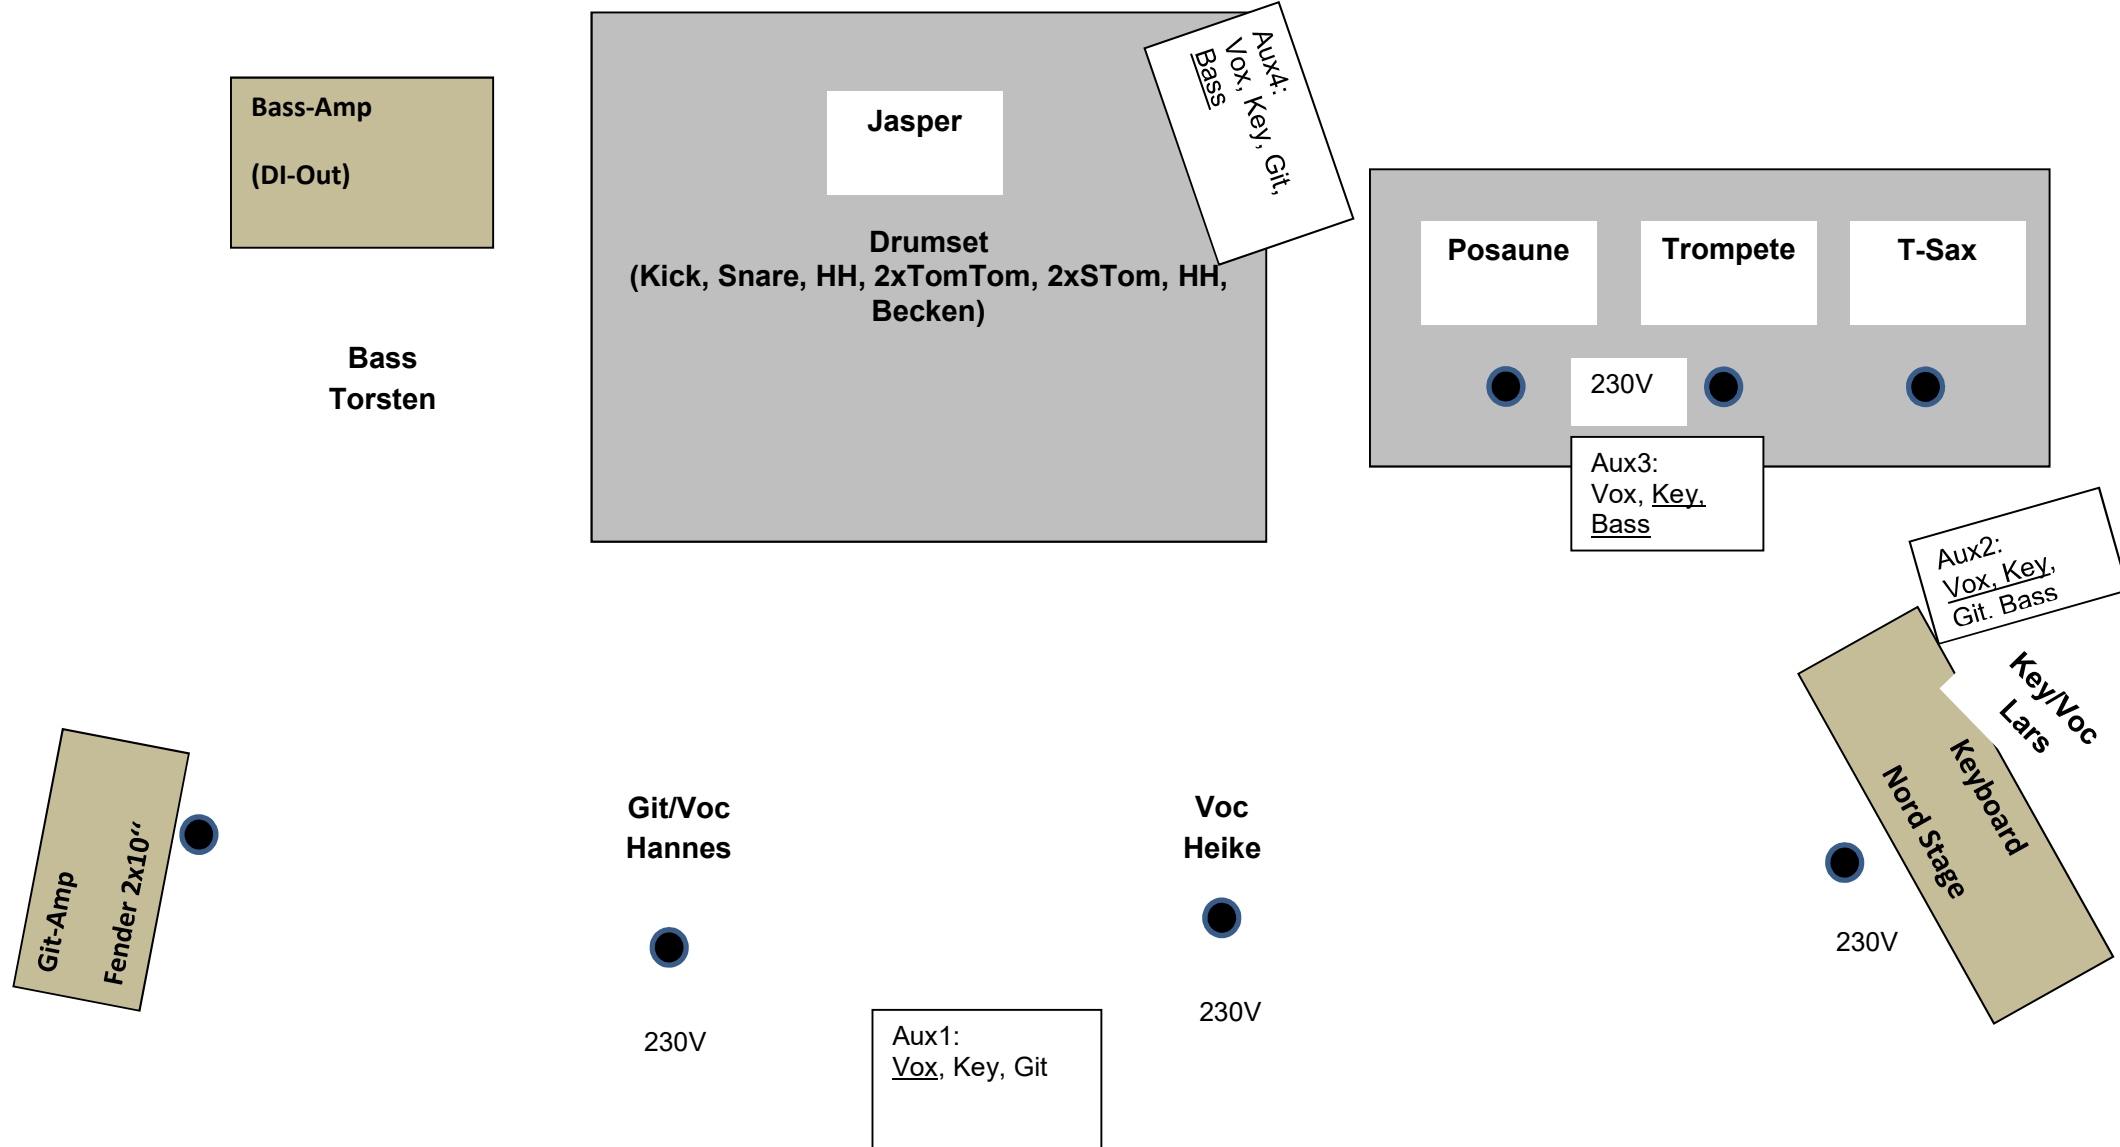 Bass-Amp
(DI-Out)
Bass
Torsten
Jasper
Drumset
(Kick, Snare, HH, 2xTomTom, 2xSTom, HH,
Becken)
Aux4:
Vox, Key, Git,
Bass
Posaune
Trompete
T-Sax
230V
Aux3:
Vox, Key,
Bass
Aux2:
Vox, Key,
Git. Bass
Key/Voc
Lars
Keyboard
Nord Stage
230V
Git-Amp
Fender 2x10“
Git/Voc
Hannes
230V
Voc
Heike
230V
Aux1:
Vox, Key, Git